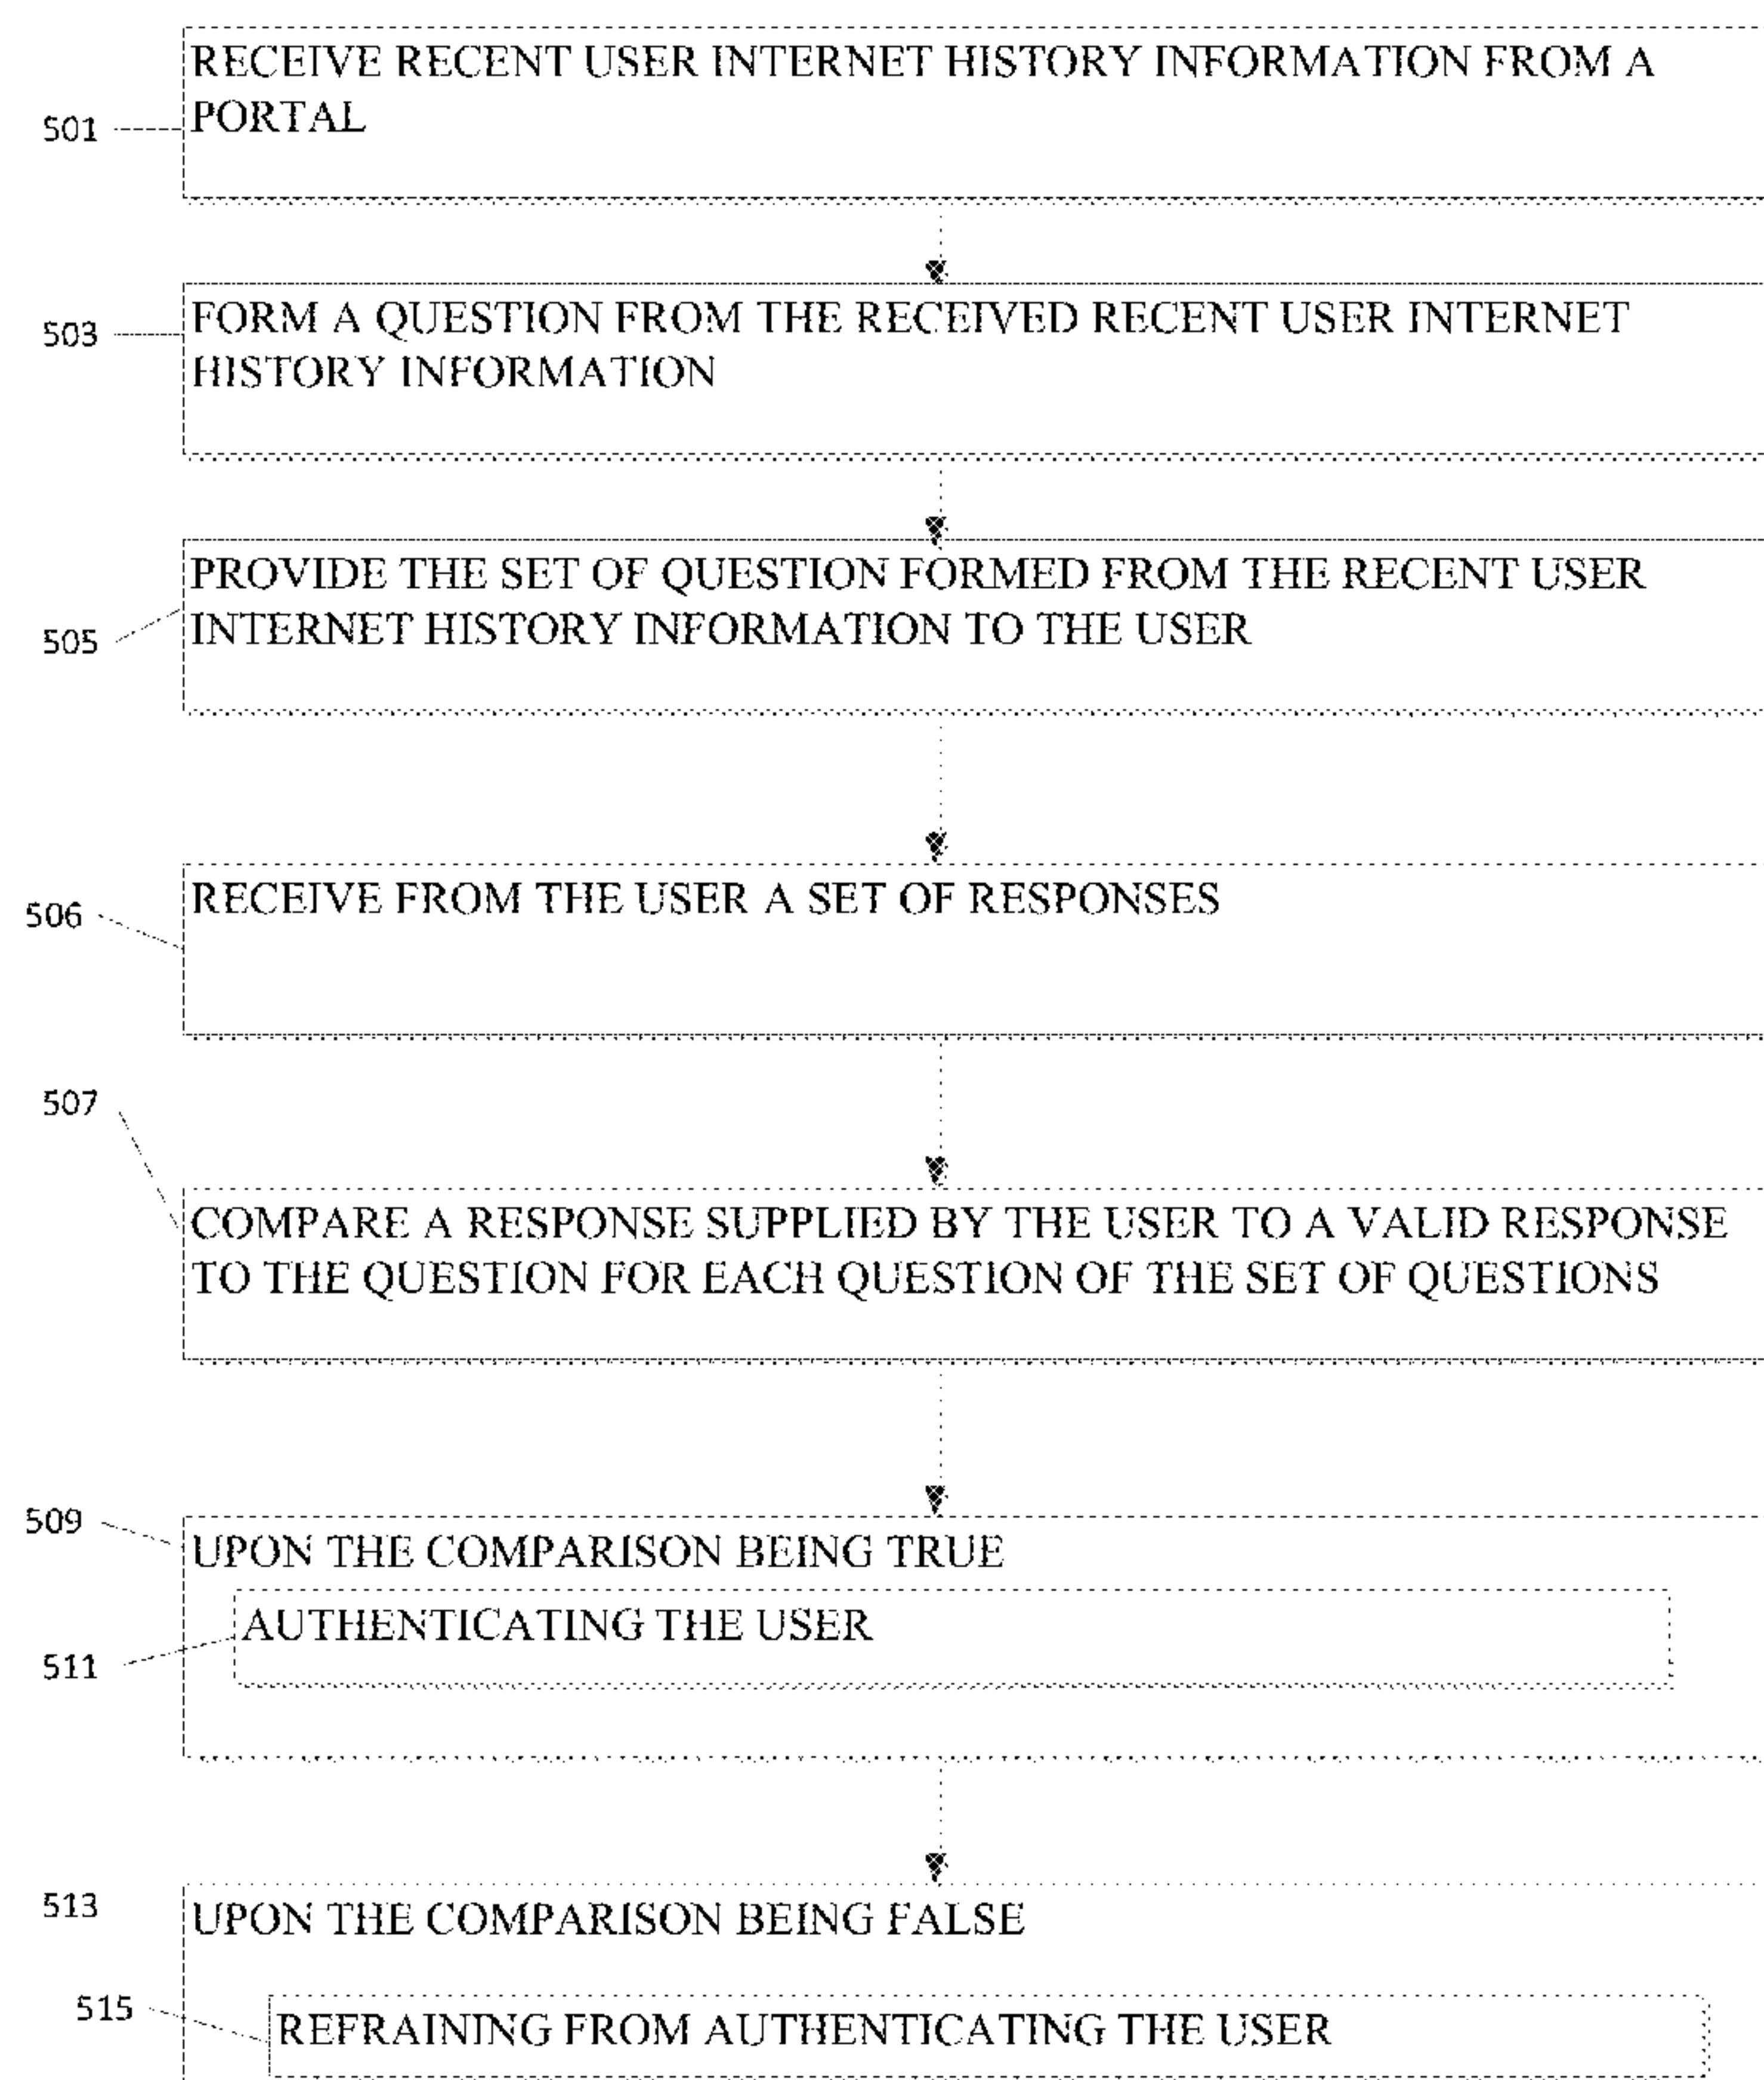 RECEIVE RECENT USER INTERNET HISTORY INFORMATION FROM A
PORTAL
501
FORM A QUESTION FROM THE RECEIVED RECENT USER INTERNET
HISTORY INFORMATION
503
PROVIDE THE SET OF QUESTION FORMED FROM THE RECENT USER
INTERNET HISTORY INFORMATION TO THE USER
505
RECEIVE FROM THE USER A SET OF RESPONSES
506
507
COMPARE A RESPONSE SUPPLIED BY THE USER TO A VALID RESPONSE
TO THE QUESTION FOR EACH QUESTION OF THE SET OF QUESTIONS
509
UPON THE COMPARISON BEING TRUE
AUTHENTICATING THE USER
511
513
UPON THE COMPARISON BEING FALSE
515
REFRAINING FROM AUTHENTICATING THE USER